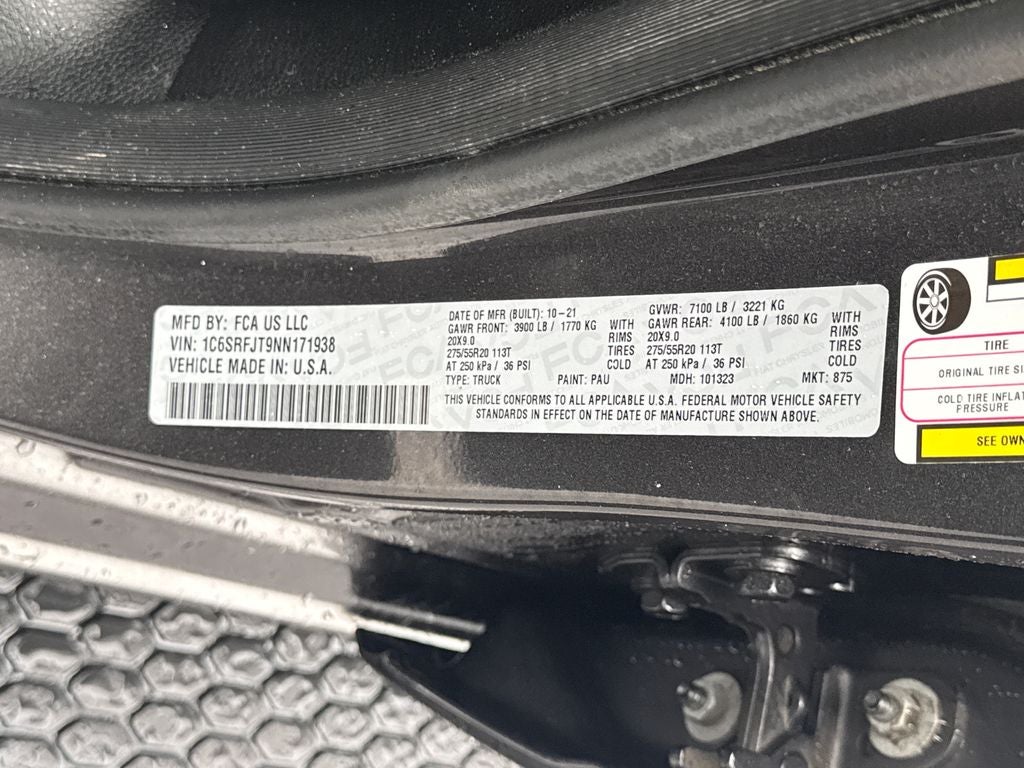 MFD BY: FCA US LLC
VIN: 1C6SRFJT9NN171938
VEHICLE MADE IN: U.S.A.
DATE OF MFR (BUILT): 10-21
GAWR FRONT: 3900 LB / 1770 KG WITH
20X9.0 RIMS
275/55R20 113T TIRES
AT 250 kPa / 36 PSI COLD
TYPE: TRUCK PAINT: PAU
GVWR: 7100 LB / 3221 KG
GAWR REAR: 4100 LB / 1860 KG WITH
20X9.0 RIMS
275/55R20 113T TIRES
AT 250 kPa / 36 PSI COLD
MDH: 101323 MKT: 875
THIS VEHICLE CONFORMS TO ALL APPLICABLE U.S.A. FEDERAL MOTOR VEHICLE SAFETY
STANDARDS IN EFFECT ON THE DATE OF MANUFACTURE SHOWN ABOVE.
TIRE
ORIGINAL TIRE SI
COLD TIRE INFLAT
PRESSURE
SEE OWN